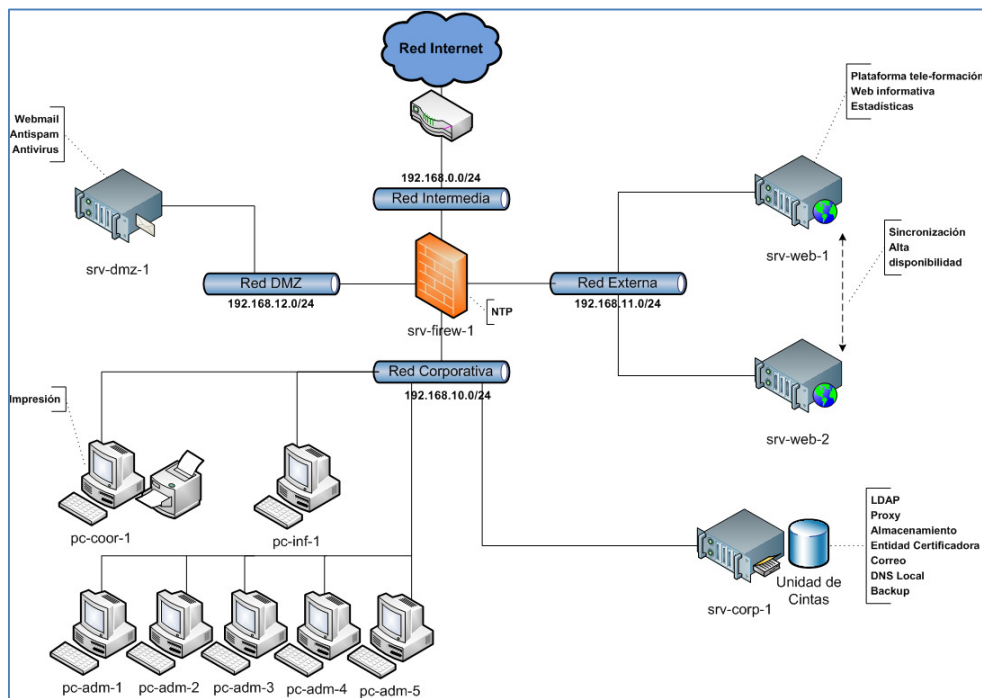 Red Internet
Plataforma tele-formación
Web informativa
Estadísticas
Webmail
Antispam
Antivirus
192.168.0.0/24
Red Intermedia
srv-dmz-1
srv-web-1
Sincronización
Alta
disponibilidad
Red DMZ
192.168.12.0/24
Red Externa
192.168.11.0/24
NTP
srv-firew-1
Red Corporativa
192.168.10.0/24
Impresión
srv-web-2
pc-coor-1
pc-inf-1
LDAP
Proxy
Almacenamiento
Entidad Certificadora
Correo
DNS Local
Backup
Unidad de
Cintas
srv-corp-1
pc-adm-1
pc-adm-2
pc-adm-3
pc-adm-4
pc-adm-5